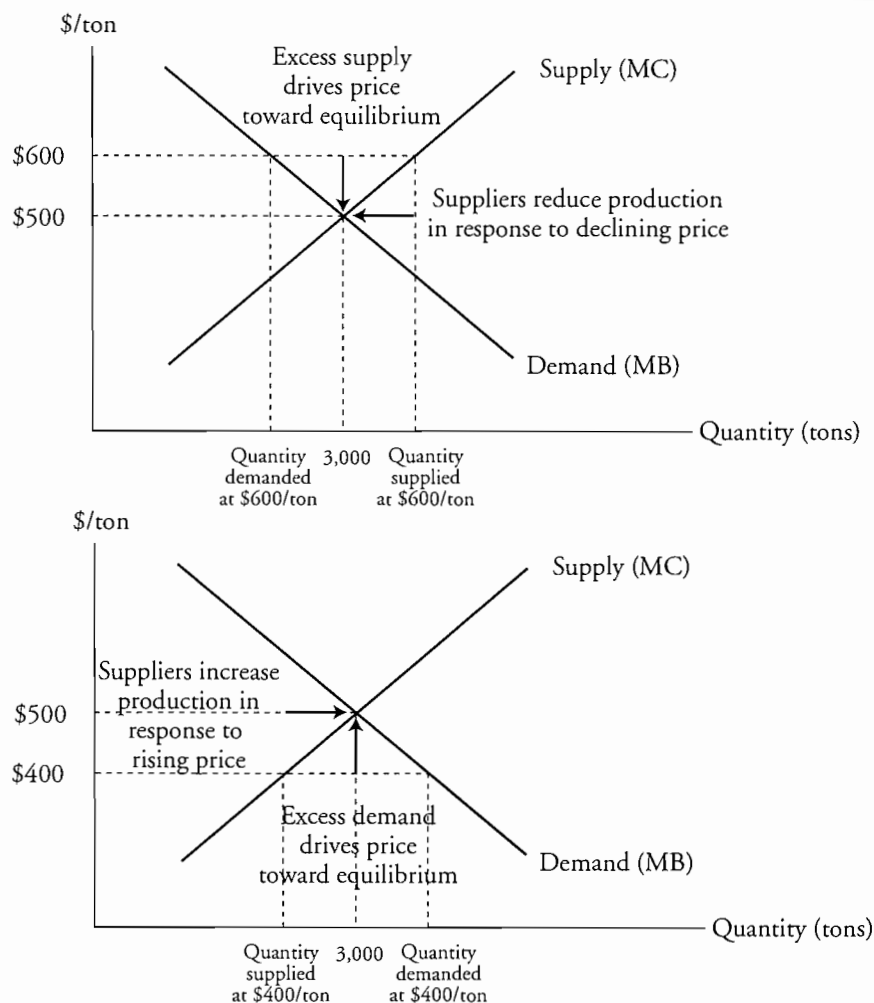 $/ton
Excess supply
drives price
toward equilibrium
Supply (MC)
$600
$500
Suppliers reduce production
in response to declining price
Demand (MB)
Quantity (tons)
Quantity
demanded
at $600/ton
3,000
Quantity
supplied
at $600/ton
$/ton
Supply (MC)
Suppliers increase
production in
response to
rising price
$500
$400
Excess demand
drives price
toward equilibrium
Demand (MB)
Quantity (tons)
Quantity
supplied
at $400/ton
3,000
Quantity
demanded
at $400/ton